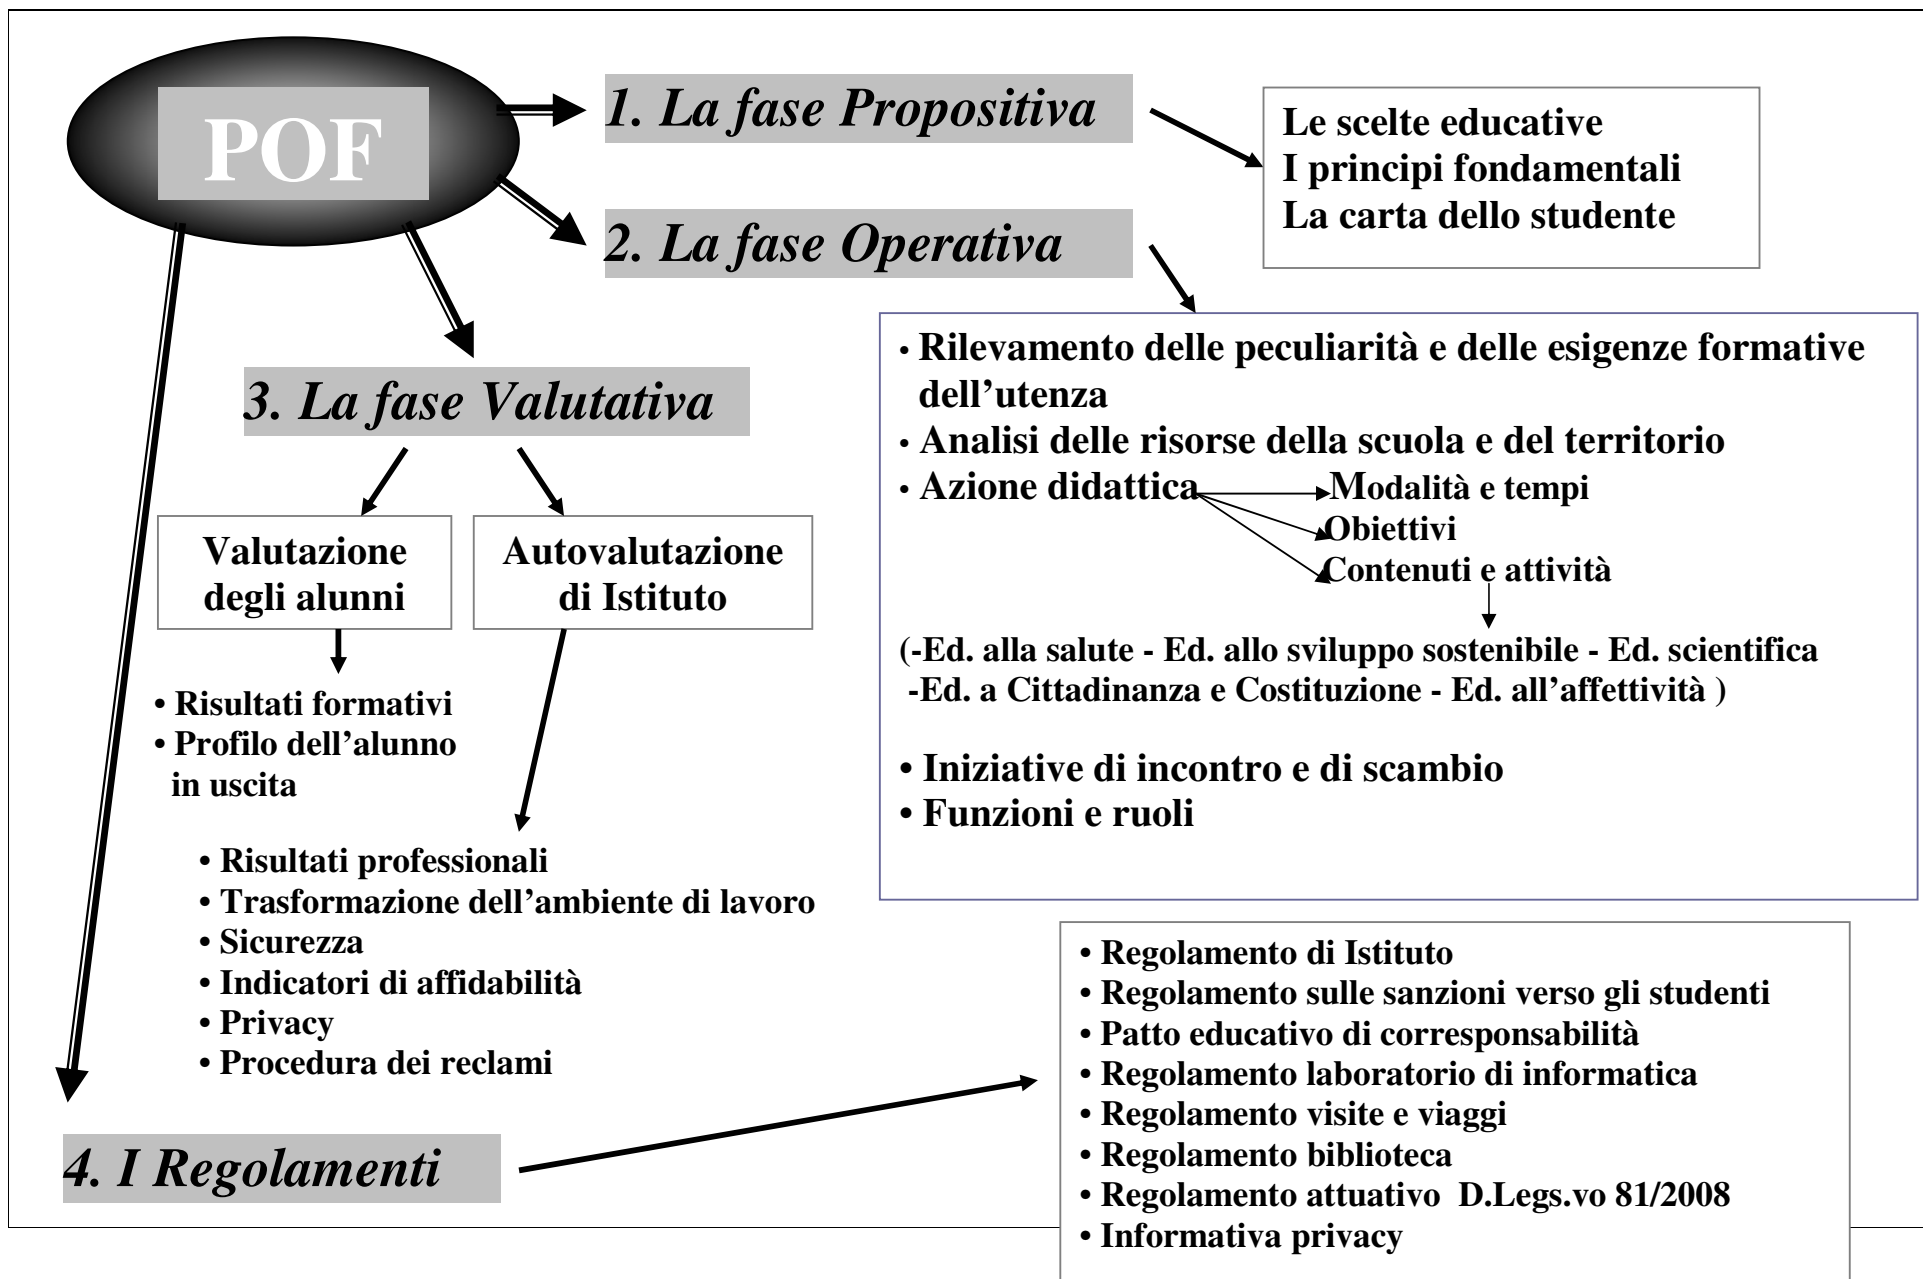 POF
1. La fase Propositiva
Le scelte educative
I principi fondamentali
La carta dello studente
2. La fase Operativa
• Rilevamento delle peculiarità e delle esigenze formative
dell’utenza
• Analisi delle risorse della scuola e del territorio
• Azione didattica
Modalità e tempi
Obiettivi
Contenuti e attività
(-Ed. alla salute - Ed. allo sviluppo sostenibile - Ed. scientifica
-Ed. a Cittadinanza e Costituzione - Ed. all’affettività )
• Iniziative di incontro e di scambio
• Funzioni e ruoli
3. La fase Valutativa
Valutazione
degli alunni
• Risultati formativi
• Profilo dell’alunno
in uscita
Autovalutazione
di Istituto
• Risultati professionali
• Trasformazione dell’ambiente di lavoro
• Sicurezza
• Indicatori di affidabilità
• Privacy
• Procedura dei reclami
4. I Regolamenti
• Regolamento di Istituto
• Regolamento sulle sanzioni verso gli studenti
• Patto educativo di corresponsabilità
• Regolamento laboratorio di informatica
• Regolamento visite e viaggi
• Regolamento biblioteca
• Regolamento attuativo  D.Legs.vo 81/2008
• Informativa privacy